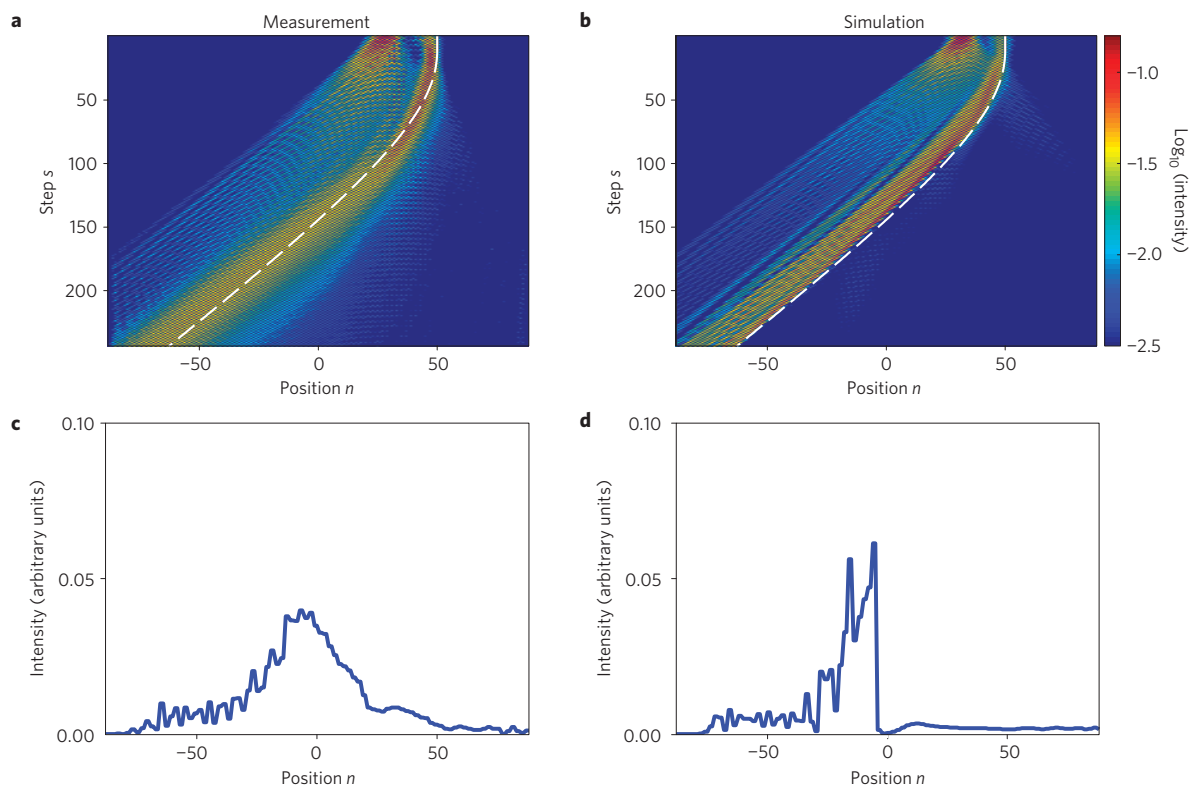 a
Measurement
50
100
150
200
Step s
−50
0
50
Position n
b
Simulation
50
100
150
200
Step s
−50
0
50
Position n
−1.0
−1.5
−2.0
−2.5
Log10 (intensity)
c
0.10
0.05
0.00
Intensity (arbitrary units)
−50
0
50
Position n
d
0.10
0.05
0.00
Intensity (arbitrary units)
−50
0
50
Position n